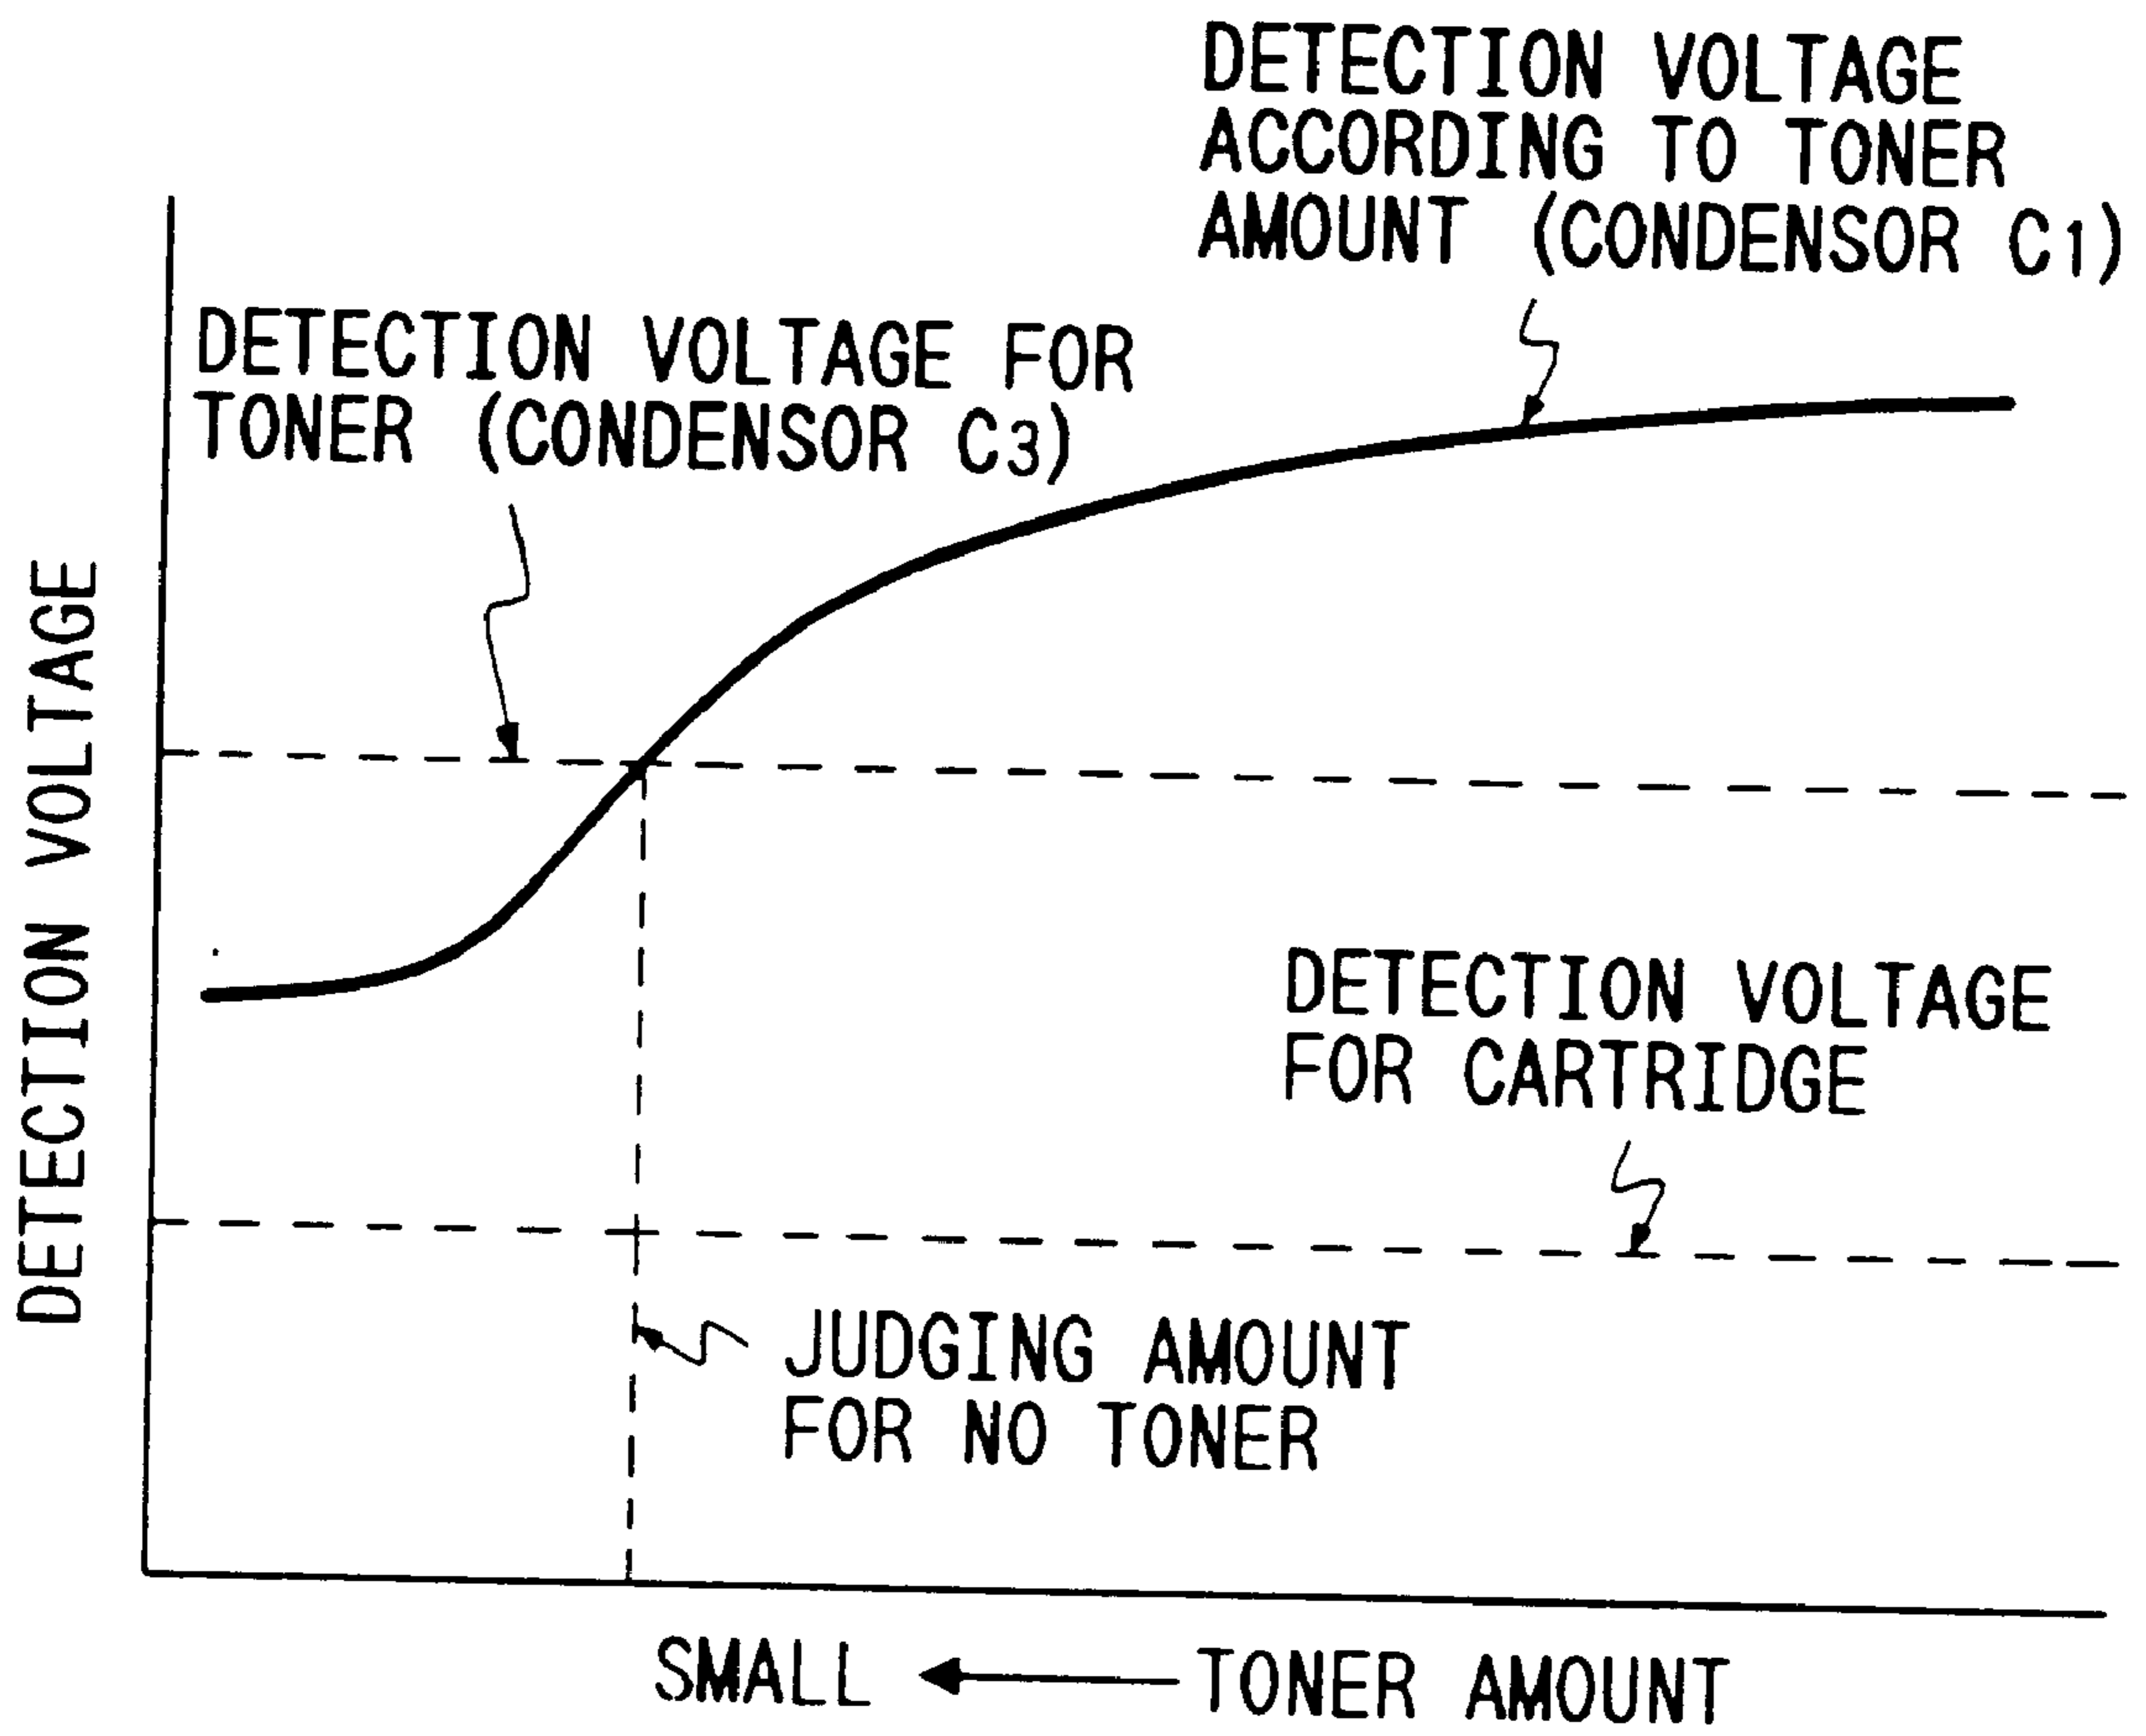 DETECTION VOLTAGE
ACCORDING TO TONER
AMOUNT (CONDENSOR C1)
DETECTION VOLTAGE FOR
TONER (CONDENSOR C3)
DETECTION VOLTAGE
DETECTION VOLTAGE
FOR CARTRIDGE
JUDGING AMOUNT
FOR NO TONER
SMALL ← TONER AMOUNT